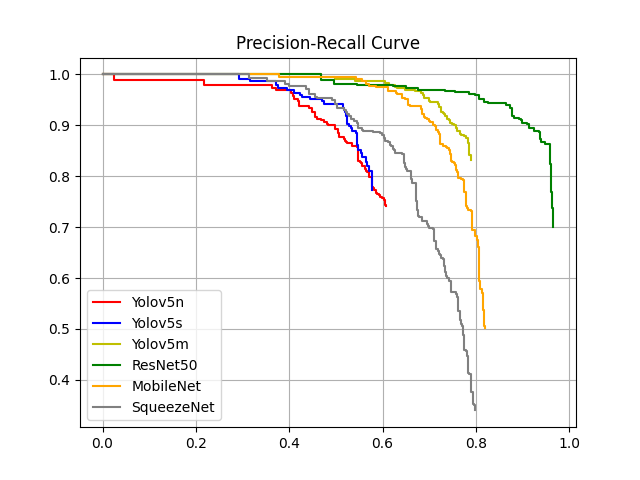 Precision-Recall Curve
1.0
0.9
0.8
0.7
0.6
0.5
0.4
Yolov5n
Yolov5s
Yolov5m
ResNet50
MobileNet
SqueezeNet
0.0 0.2 0.4 0.6 0.8 1.0